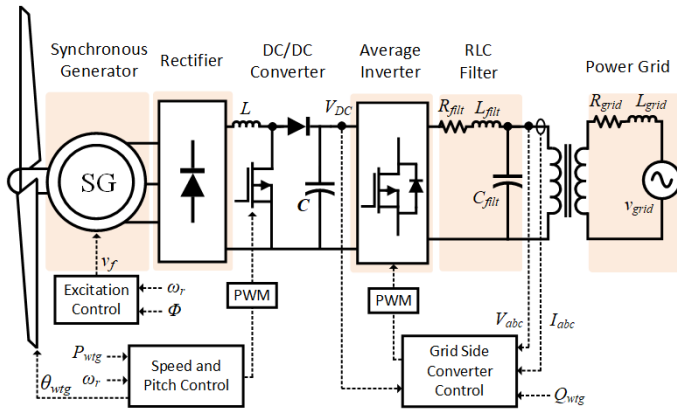 Synchronous
Generator
Rectifier
DC/DC
Converter
Average
Inverter
RLC
Filter
Power Grid
L
V_DC
R_filt
L_filt
R_grid
L_grid
SG
C
C_filt
v_grid
v_f
PWM
PWM
Excitation
Control
ω_r
Φ
V_abc
I_abc
P_wtg
ω_r
θ_wtg
Speed and
Pitch Control
Grid Side
Converter
Control
Q_wtg